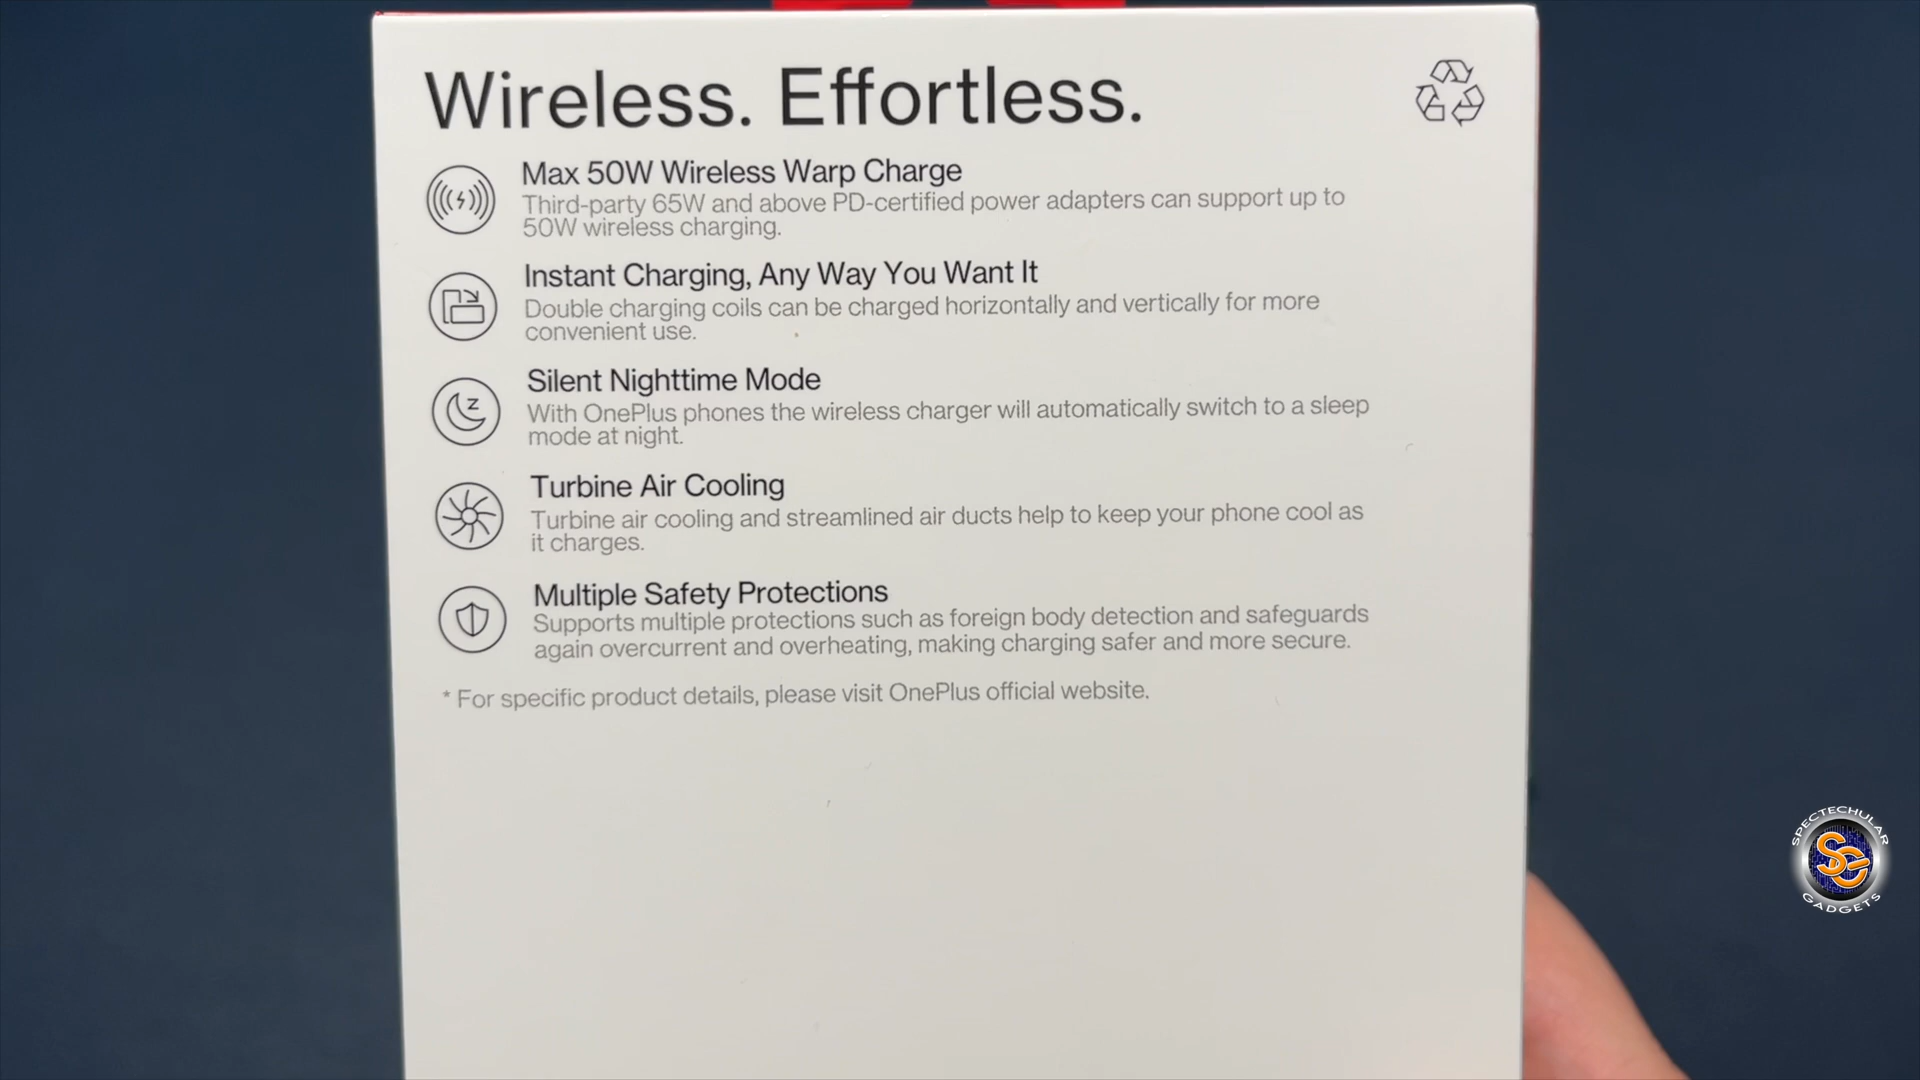 Wireless. Effortless.
Max 50W Wireless Warp Charge
Third-party 65W and above PD-certified power adapters can support up to
50W wireless charging.
Instant Charging, Any Way You Want It
Double charging coils can be charged horizontally and vertically for more
convenient use.
Silent Nighttime Mode
With OnePlus phones the wireless charger will automatically switch to a sleep
mode at night.
Turbine Air Cooling
Turbine air cooling and streamlined air ducts help to keep your phone cool as
it charges.
Multiple Safety Protections
Supports multiple protections such as foreign body detection and safeguards
again overcurrent and overheating, making charging safer and more secure.
* For specific product details, please visit OnePlus official website.
SPECTECHULAR
SG
GADGETS